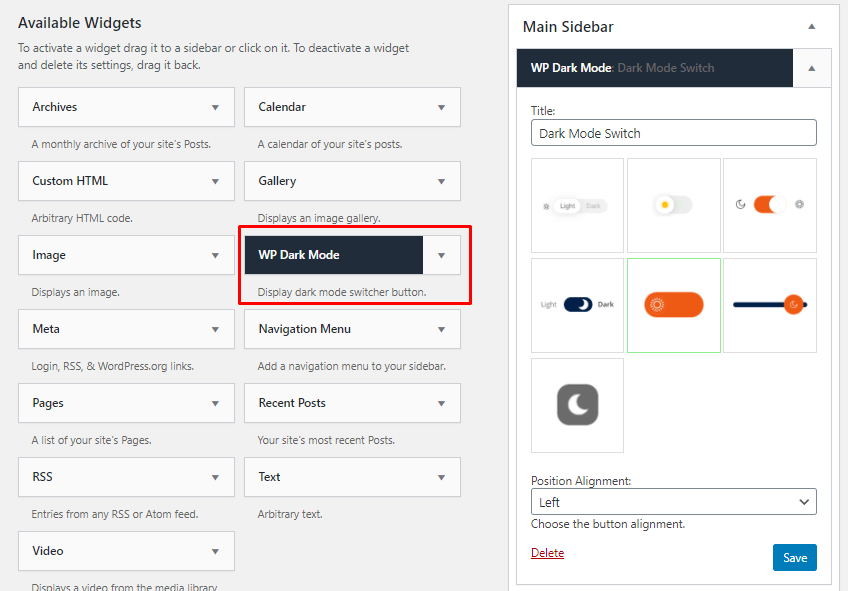 Available Widgets
To activate a widget drag it to a sidebar or click on it. To deactivate a widget
and delete its settings, drag it back.
Archives
Calendar
A monthly archive of your site's Posts.
A calendar of your site's posts.
Custom HTML
Gallery
Arbitrary HTML code.
Displays an image gallery.
Image
WP Dark Mode
Displays an image.
Display dark mode switcher button.
Meta
Navigation Menu
Login, RSS, & WordPress.org links.
Add a navigation menu to your sidebar.
Pages
Recent Posts
A list of your site's Pages.
Your site's most recent Posts.
RSS
Text
Entries from any RSS or Atom feed.
Arbitrary text.
Video
Displays a video from the media library
Main Sidebar
WP Dark Mode: Dark Mode Switch
Title:
Dark Mode Switch
Light Dark
Light Dark
Position Alignment:
Left
Choose the button alignment.
Delete
Save